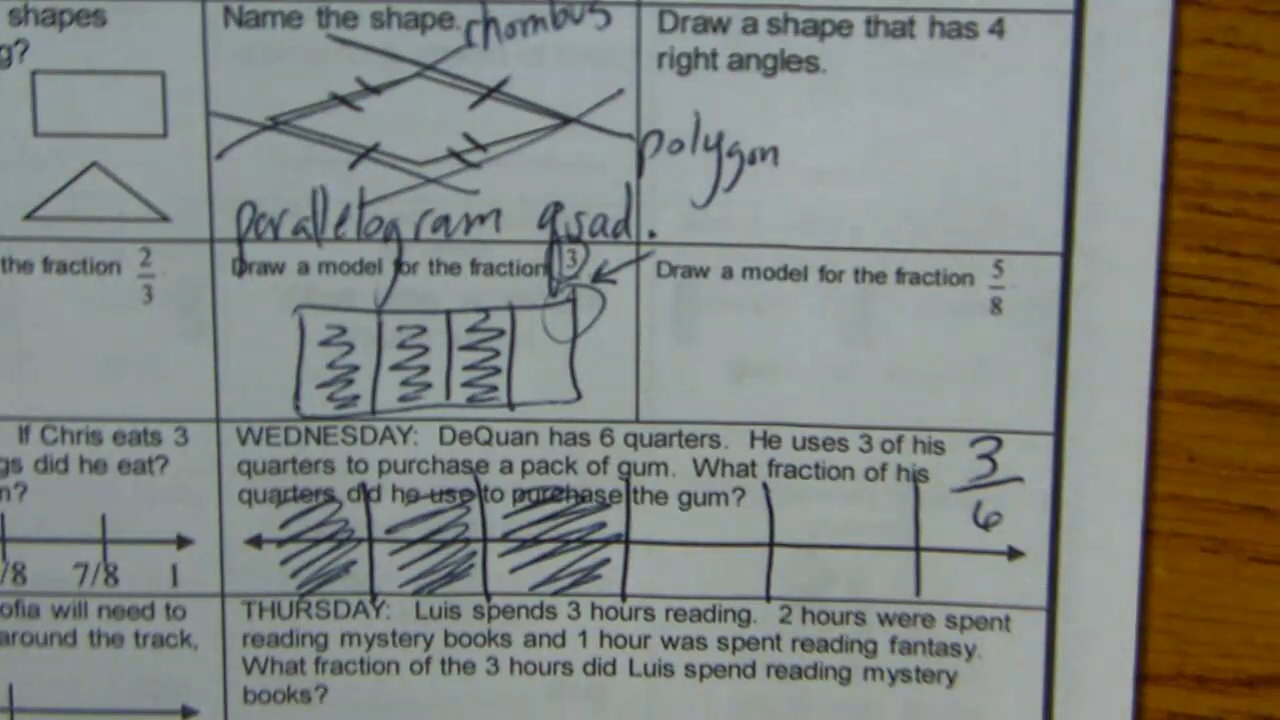 shapes
g?
Name the shape. rhombus
parallelogram quad.
Draw a shape that has 4
right angles.
polygon
the fraction 2/3
Draw a model for the fraction 3
Draw a model for the fraction 5/8
If Chris eats 3
gs did he eat?
n?
/8 7/8 1
WEDNESDAY: DeQuan has 6 quarters. He uses 3 of his
quarters to purchase a pack of gum. What fraction of his
quarters did he use to purchase the gum?
3/6
ofia will need to
around the track,
THURSDAY: Luis spends 3 hours reading. 2 hours were spent
reading mystery books and 1 hour was spent reading fantasy.
What fraction of the 3 hours did Luis spend reading mystery
books?